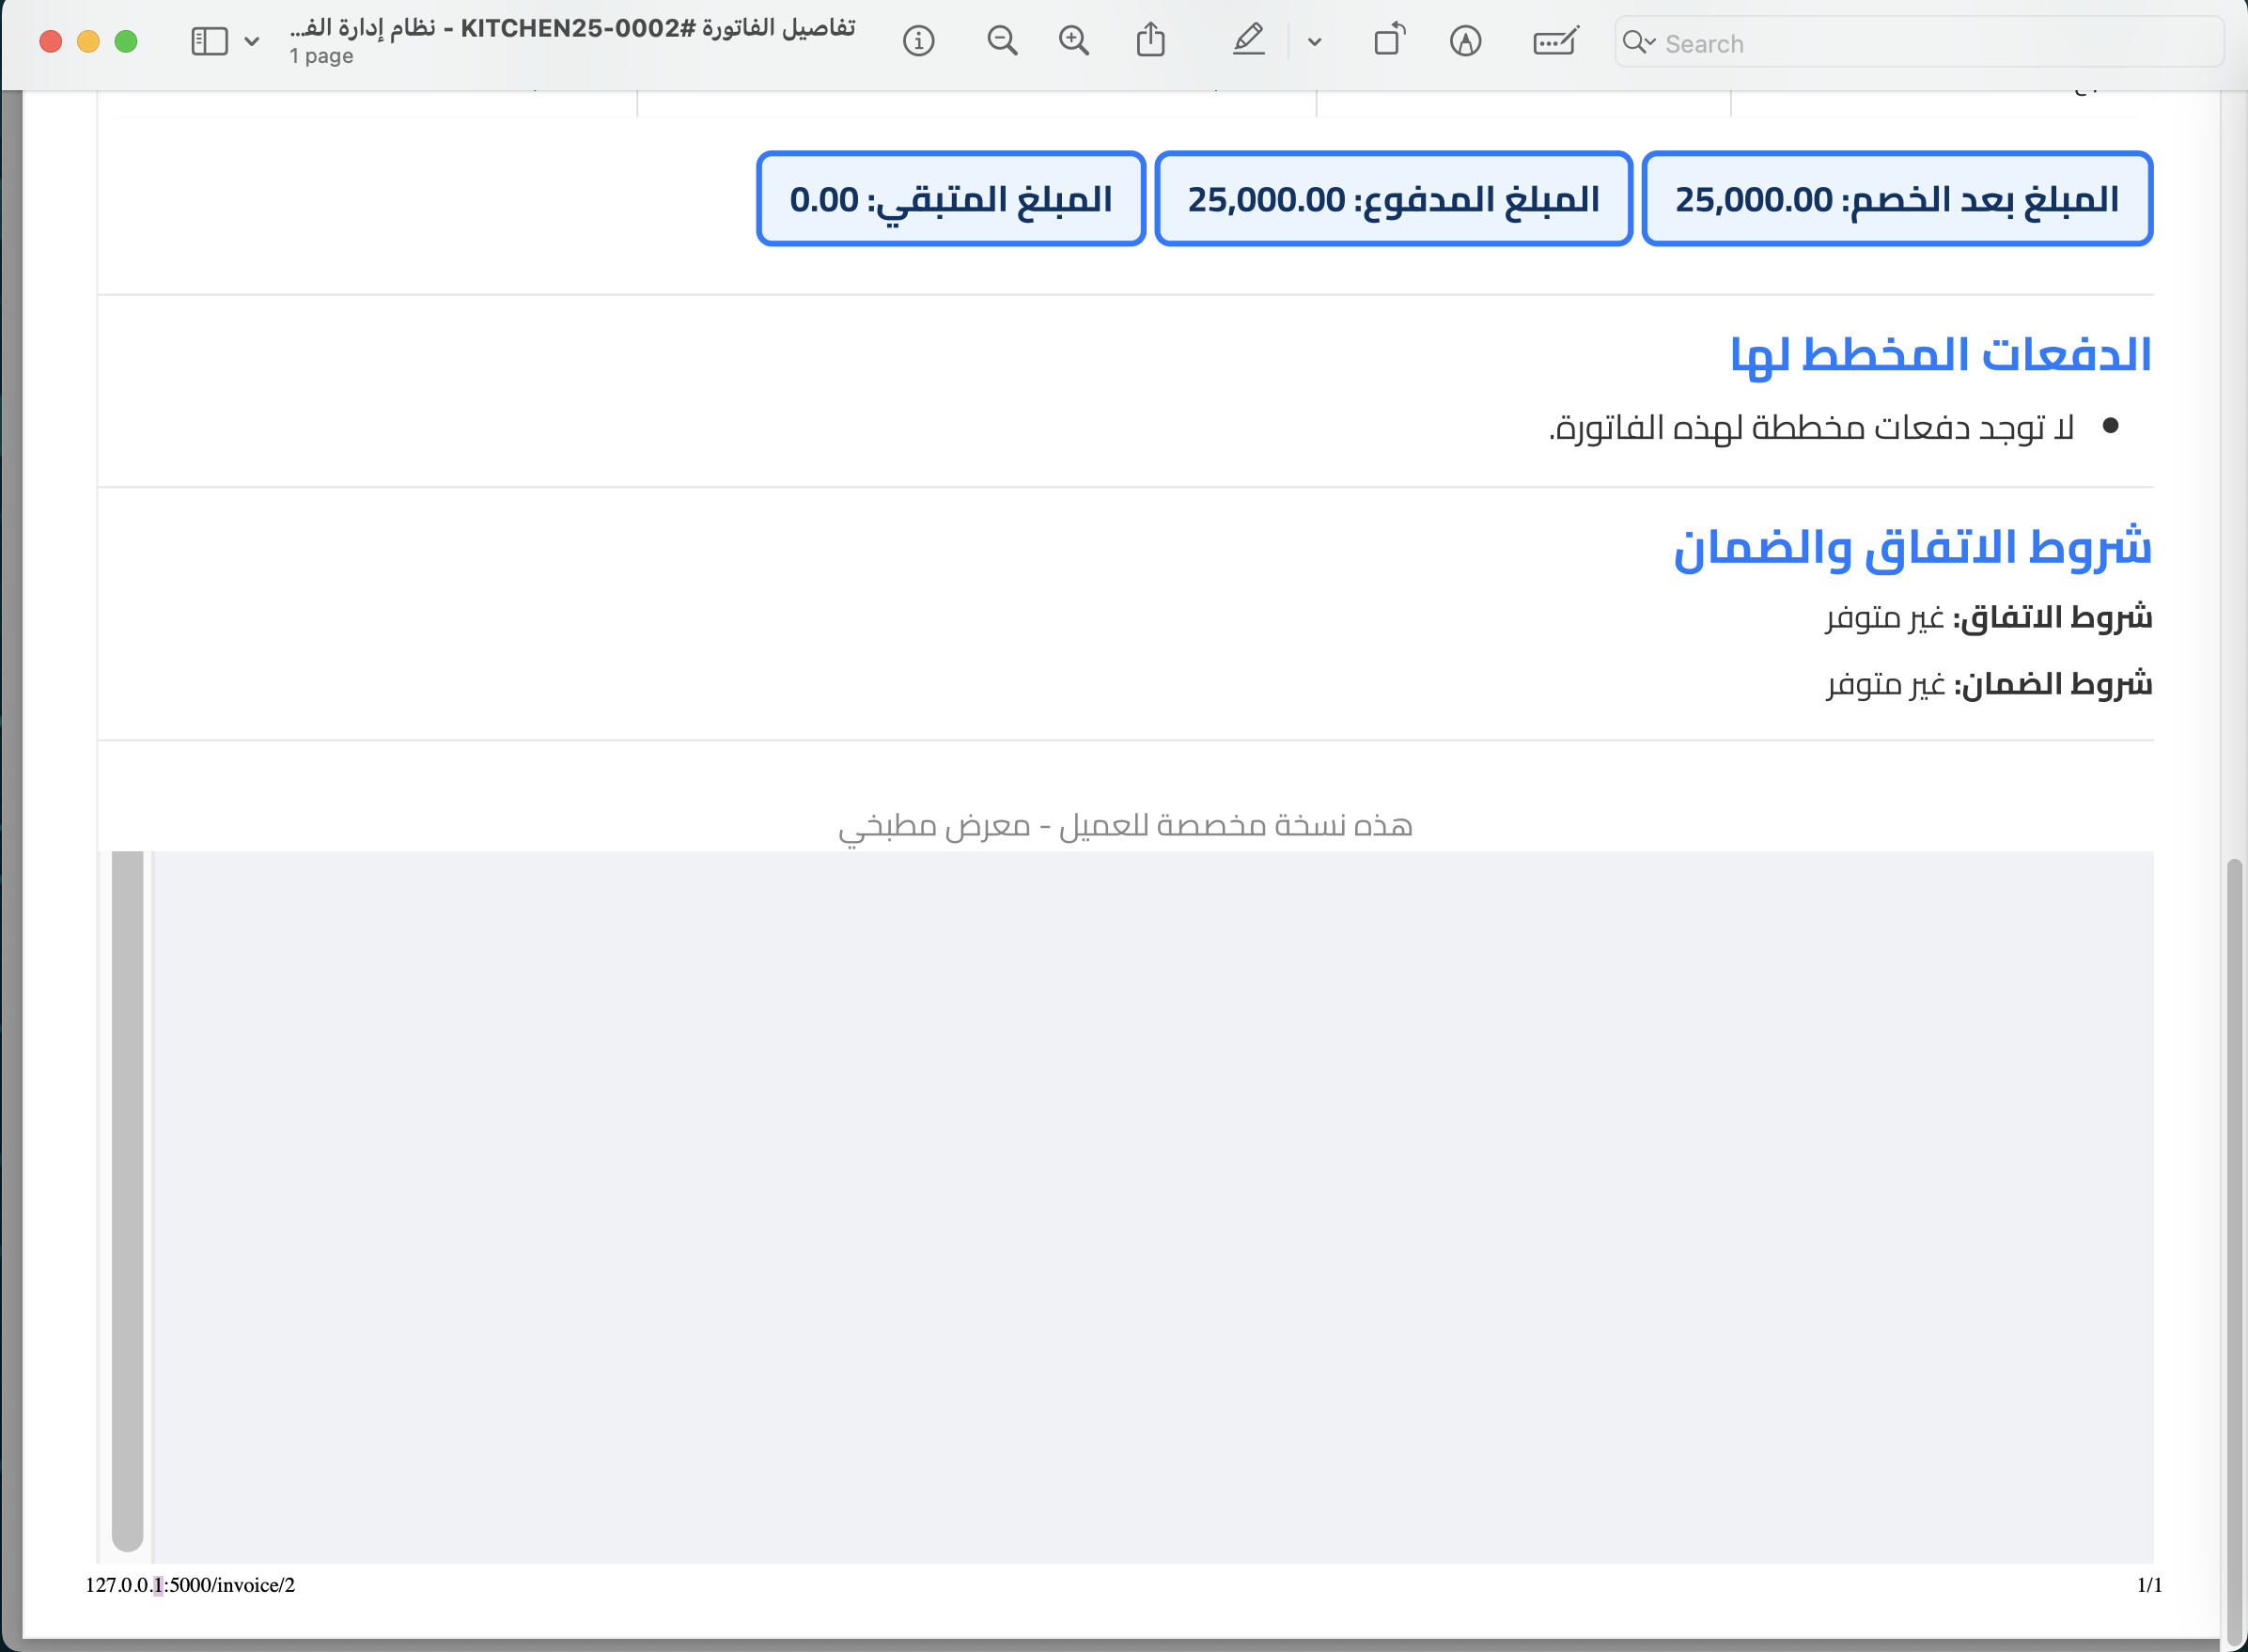 تفاصيل الفاتورة #KITCHEN25-0002 - نظام إدارة الف...
1 page
Search
المبلغ بعد الخصم: 25,000.00
المبلغ المدفوع: 25,000.00
المبلغ المتبقي: 0.00
الدفعات المخطط لها
• لا توجد دفعات مخططة لهذه الفاتورة.
شروط الاتفاق والضمان
شروط الاتفاق: غير متوفر
شروط الضمان: غير متوفر
هذه نسخة مخصصة للعميل - معرض مطبخي
127.0.0.1:5000/invoice/2
1/1